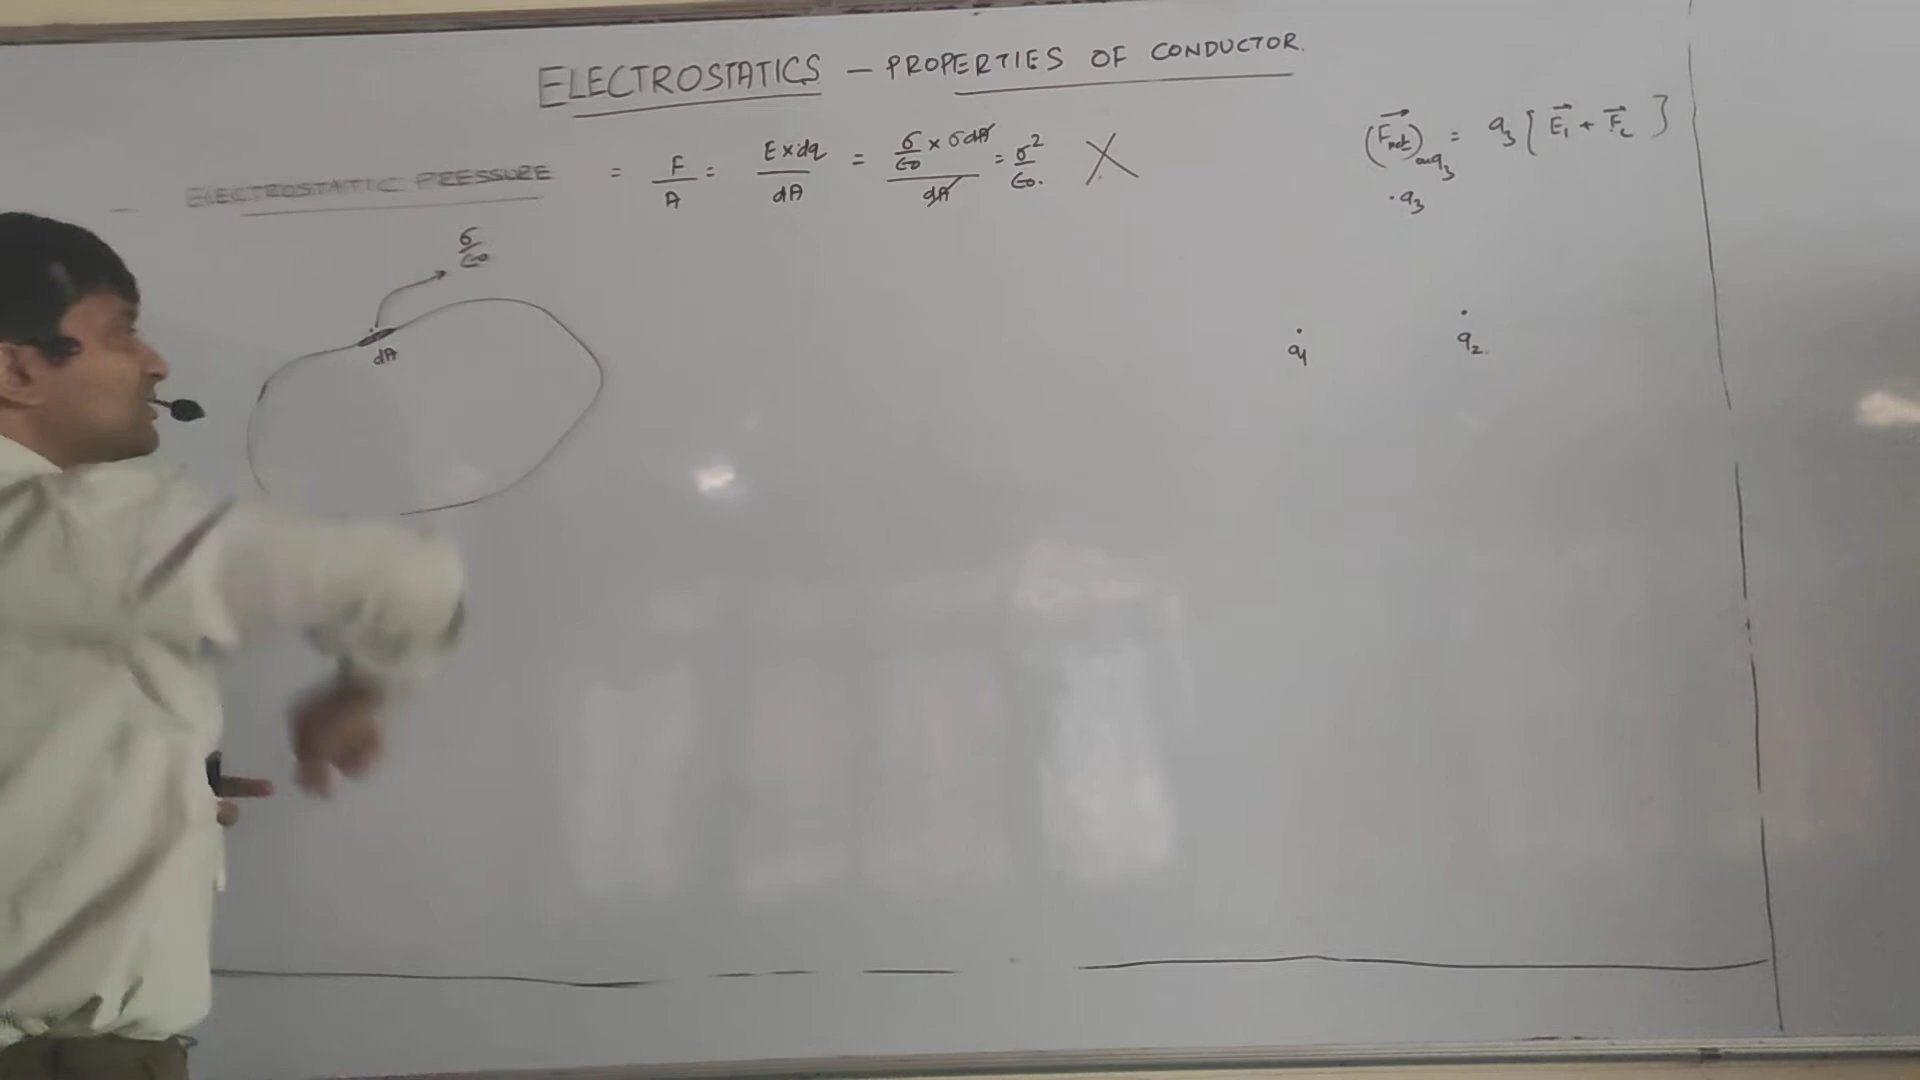 ELECTROSTATICS – PROPERTIES OF CONDUCTOR.
ELECTROSTATIC PRESSURE = F/A = E×dq/dA = (σ/ϵ0 × σdA)/dA = σ²/ϵ0. ✗
(F⃗net)on q3 = q3 [ E⃗1 + E⃗2 ]
.q3
σ/ϵ0
dA
q1
q2.